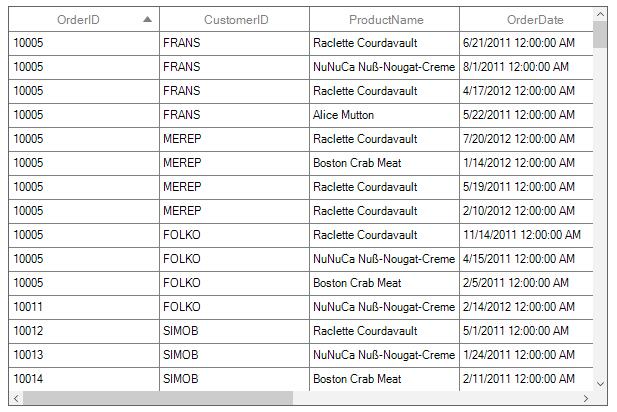 OrderID CustomerID ProductName OrderDate
10005 FRANS Raclette Courdavault 6/21/2011 12:00:00 AM
10005 FRANS NuNuCa Nuß-Nougat-Creme 8/1/2011 12:00:00 AM
10005 FRANS Raclette Courdavault 4/17/2012 12:00:00 AM
10005 FRANS Alice Mutton 5/22/2011 12:00:00 AM
10005 MEREP Raclette Courdavault 7/20/2012 12:00:00 AM
10005 MEREP Boston Crab Meat 1/14/2012 12:00:00 AM
10005 MEREP Raclette Courdavault 5/19/2011 12:00:00 AM
10005 MEREP Raclette Courdavault 2/10/2012 12:00:00 AM
10005 FOLKO Raclette Courdavault 11/14/2011 12:00:00 AM
10005 FOLKO NuNuCa Nuß-Nougat-Creme 4/15/2011 12:00:00 AM
10005 FOLKO Boston Crab Meat 2/5/2011 12:00:00 AM
10011 FOLKO NuNuCa Nuß-Nougat-Creme 2/14/2012 12:00:00 AM
10012 SIMOB Raclette Courdavault 5/1/2011 12:00:00 AM
10013 SIMOB NuNuCa Nuß-Nougat-Creme 1/24/2011 12:00:00 AM
10014 SIMOB Boston Crab Meat 2/11/2011 12:00:00 AM